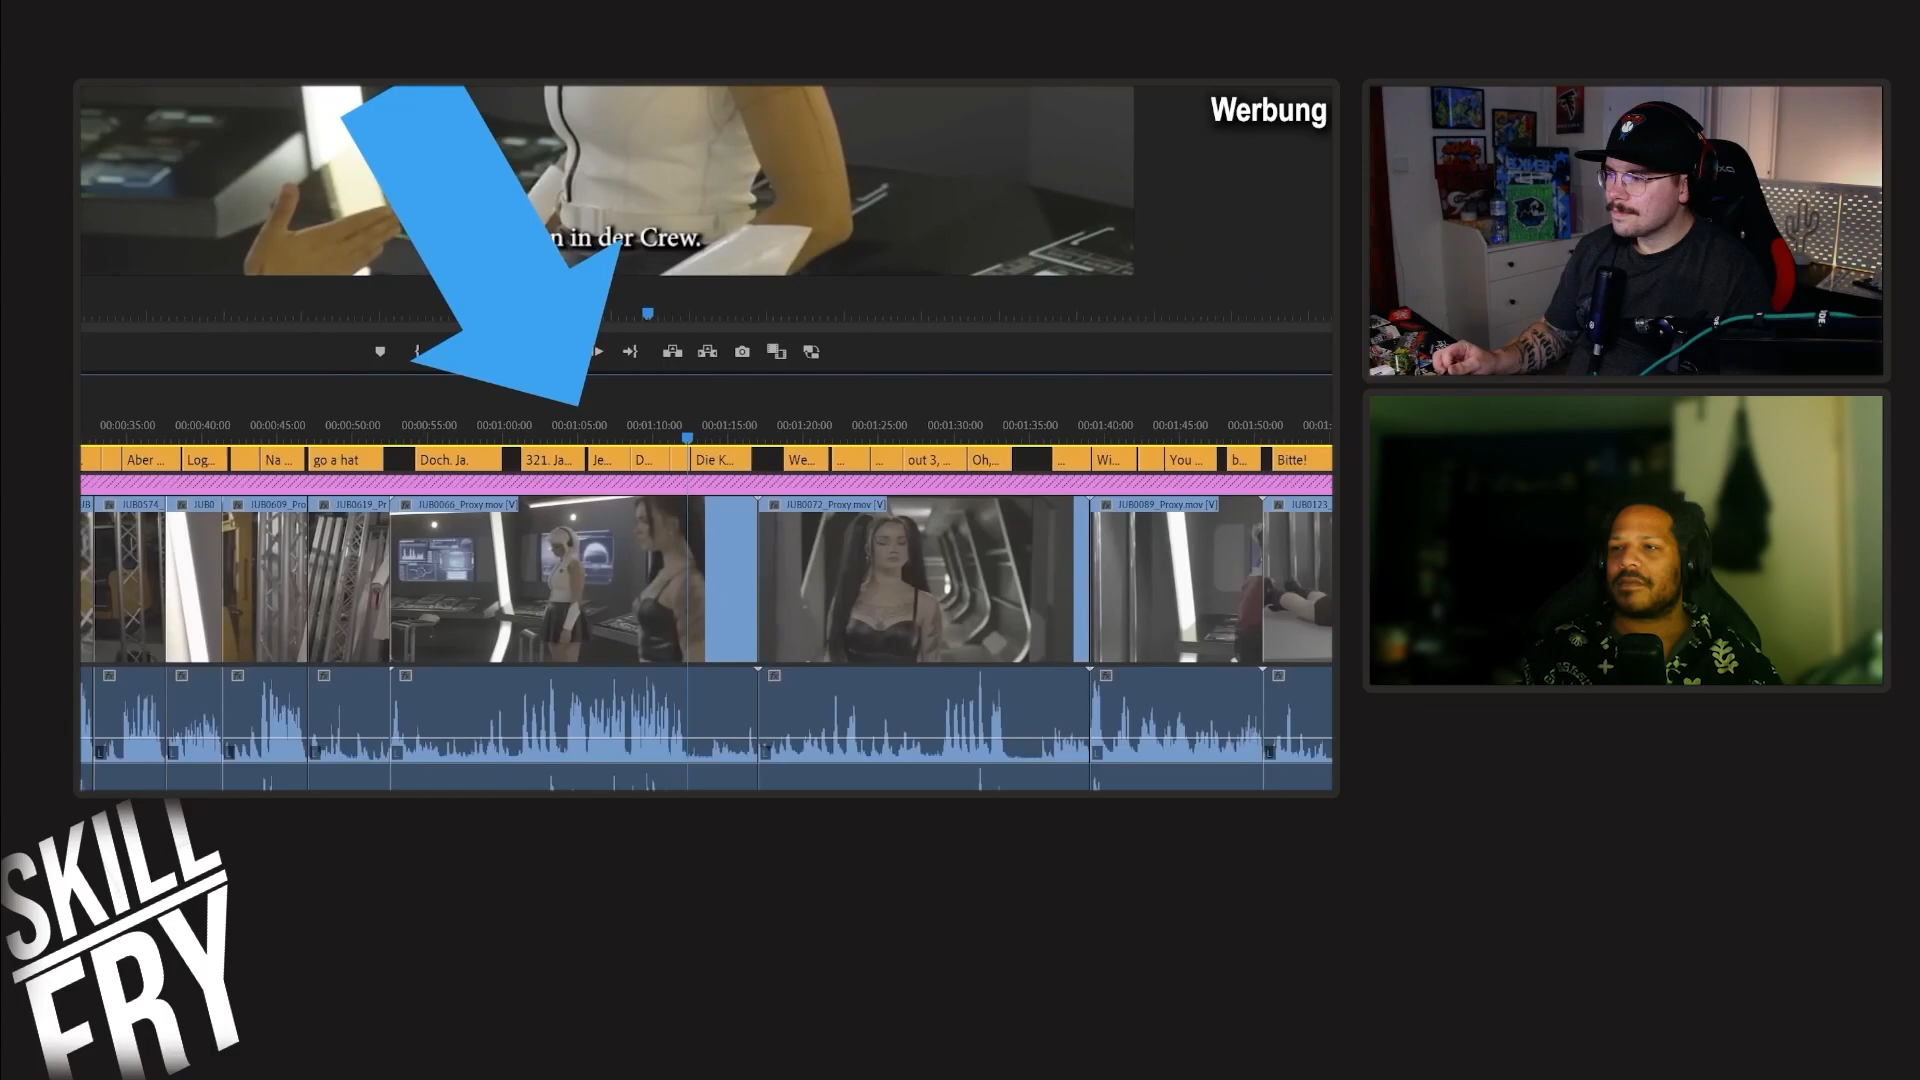 Werbung
n in der Crew.
00:00:35:00 00:00:40:00 00:00:45:00 00:00:50:00 00:00:55:00 00:01:00:00 00:01:05:00 00:01:10:00 00:01:15:00 00:01:20:00 00:01:25:00 00:01:30:00 00:01:35:00 00:01:40:00 00:01:45:00 00:01:50:00 00:01:
Aber ... Log... Na ... go a hat Doch. Ja. 321. Ja... Je... D... Die K... We... ... ... out 3, ... Oh,... ... Wi... You ... b... Bitte!
JUB0574_ JUB0 JUB0609_Pro JUB0619_Pr JUB0066_Proxy.mov [V] JUB0072_Proxy.mov [V] JUB0089_Proxy.mov [V] JUB0123_
SKILL
FRY